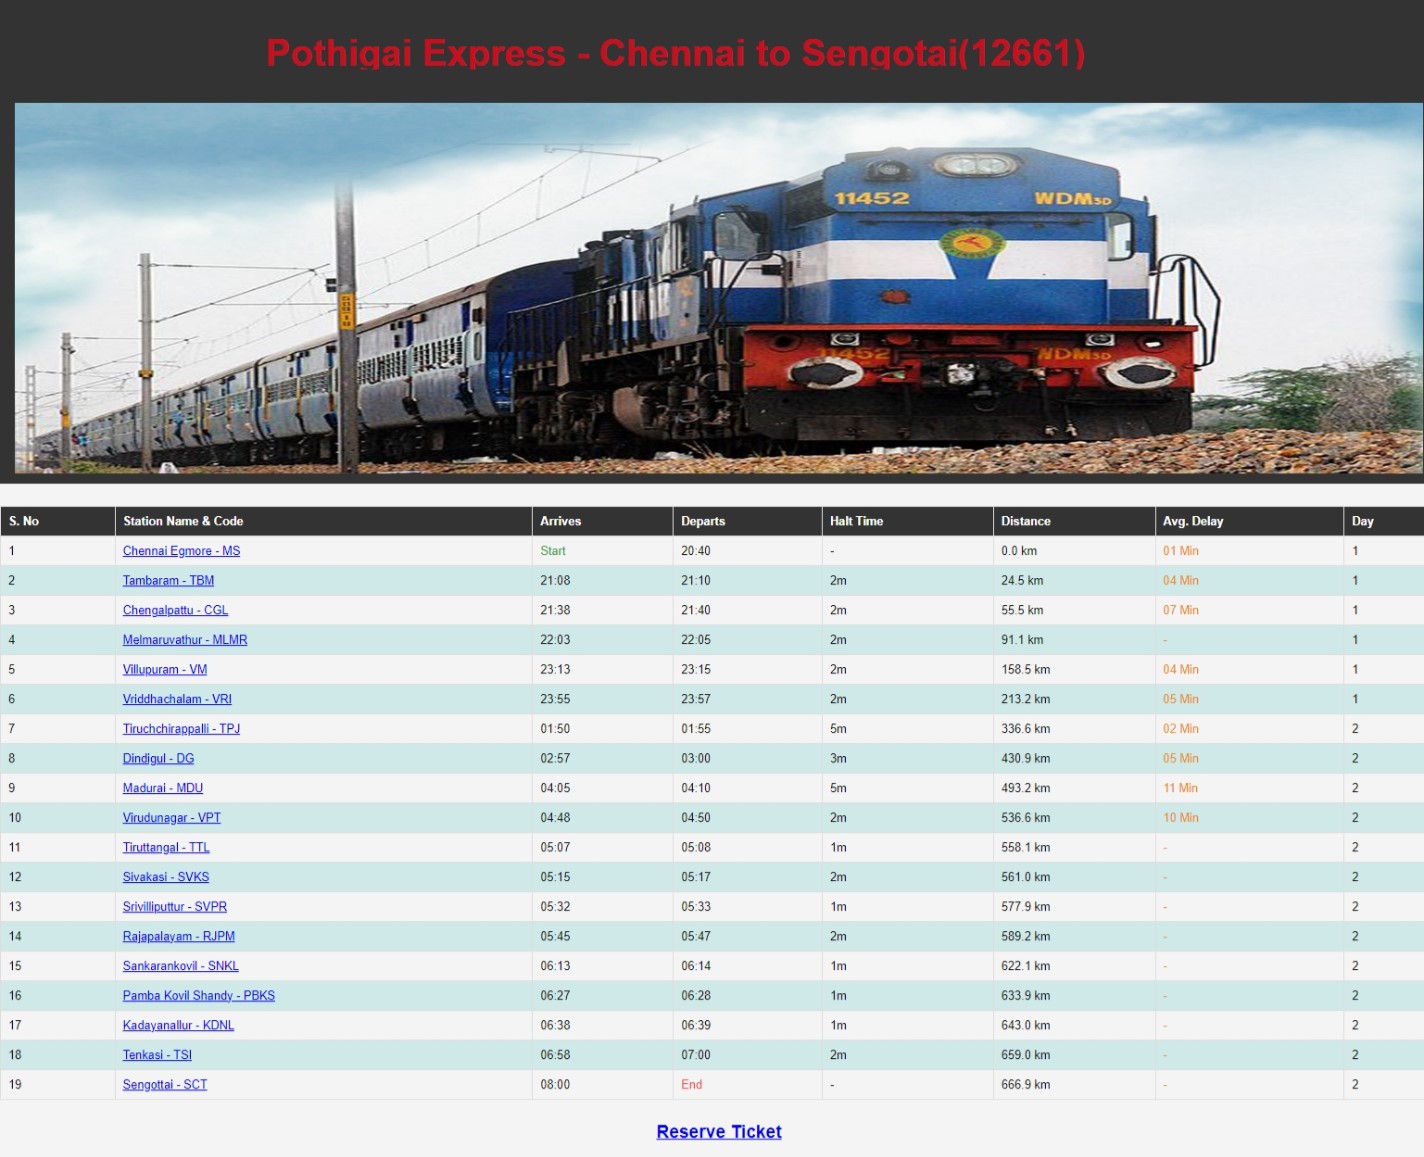 Pothigai Express - Chennai to Sengotai(12661)
11452 WDM3D
11452 WDM3D
S. No Station Name & Code Arrives Departs Halt Time Distance Avg. Delay Day
1 Chennai Egmore - MS Start 20:40 - 0.0 km 01 Min 1
2 Tambaram - TBM 21:08 21:10 2m 24.5 km 04 Min 1
3 Chengalpattu - CGL 21:38 21:40 2m 55.5 km 07 Min 1
4 Melmaruvathur - MLMR 22:03 22:05 2m 91.1 km - 1
5 Villupuram - VM 23:13 23:15 2m 158.5 km 04 Min 1
6 Vriddhachalam - VRI 23:55 23:57 2m 213.2 km 05 Min 1
7 Tiruchchirappalli - TPJ 01:50 01:55 5m 336.6 km 02 Min 2
8 Dindigul - DG 02:57 03:00 3m 430.9 km 05 Min 2
9 Madurai - MDU 04:05 04:10 5m 493.2 km 11 Min 2
10 Virudunagar - VPT 04:48 04:50 2m 536.6 km 10 Min 2
11 Tiruttangal - TTL 05:07 05:08 1m 558.1 km - 2
12 Sivakasi - SVKS 05:15 05:17 2m 561.0 km - 2
13 Srivilliputtur - SVPR 05:32 05:33 1m 577.9 km - 2
14 Rajapalayam - RJPM 05:45 05:47 2m 589.2 km - 2
15 Sankarankovil - SNKL 06:13 06:14 1m 622.1 km - 2
16 Pamba Kovil Shandy - PBKS 06:27 06:28 1m 633.9 km - 2
17 Kadayanallur - KDNL 06:38 06:39 1m 643.0 km - 2
18 Tenkasi - TSI 06:58 07:00 2m 659.0 km - 2
19 Sengottai - SCT 08:00 End - 666.9 km - 2
Reserve Ticket